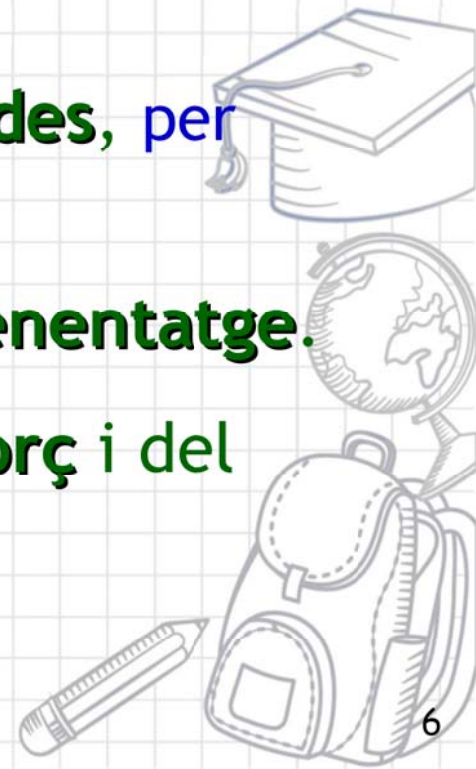 des, per
enentatge.
orç i del
6